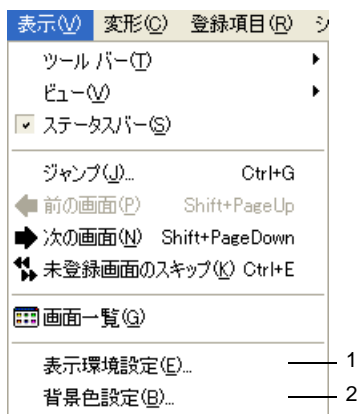 表示(V) 変形(C) 登録項目(R) シ
ツール バー(T)
ビュー(V)
ステータスバー(S)
ジャンプ(J)... Ctrl+G
前の画面(P) Shift+PageUp
次の画面(N) Shift+PageDown
未登録画面のスキップ(K) Ctrl+E
画面一覧(G)
表示環境設定(E)... 1
背景色設定(B)... 2